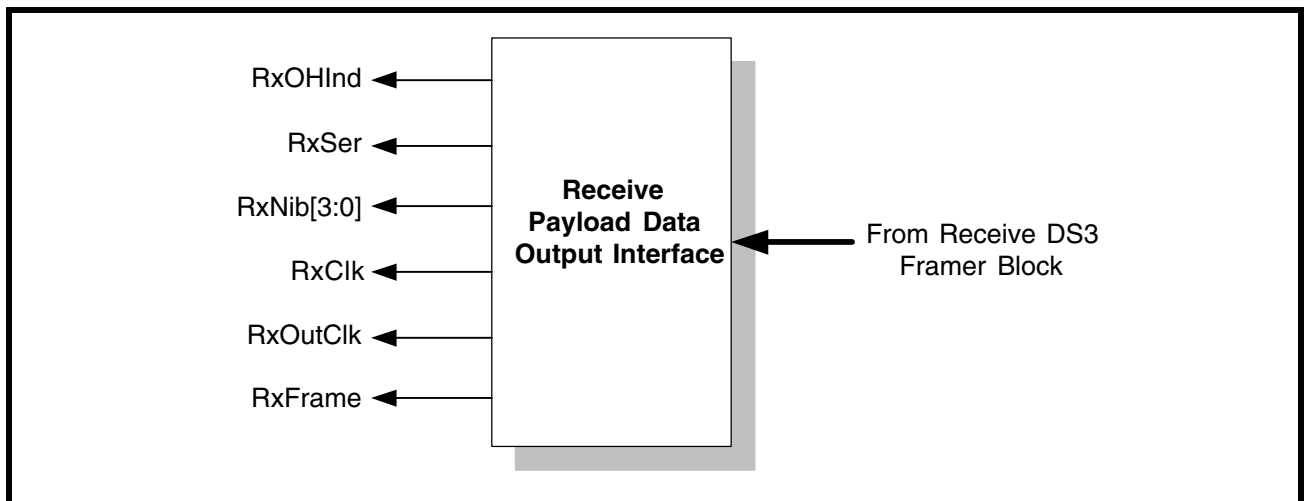 RxOHInd
RxSer
RxNib[3:0]
RxClk
RxOutClk
RxFrame
Receive
Payload Data
Output Interface
From Receive DS3
Framer Block